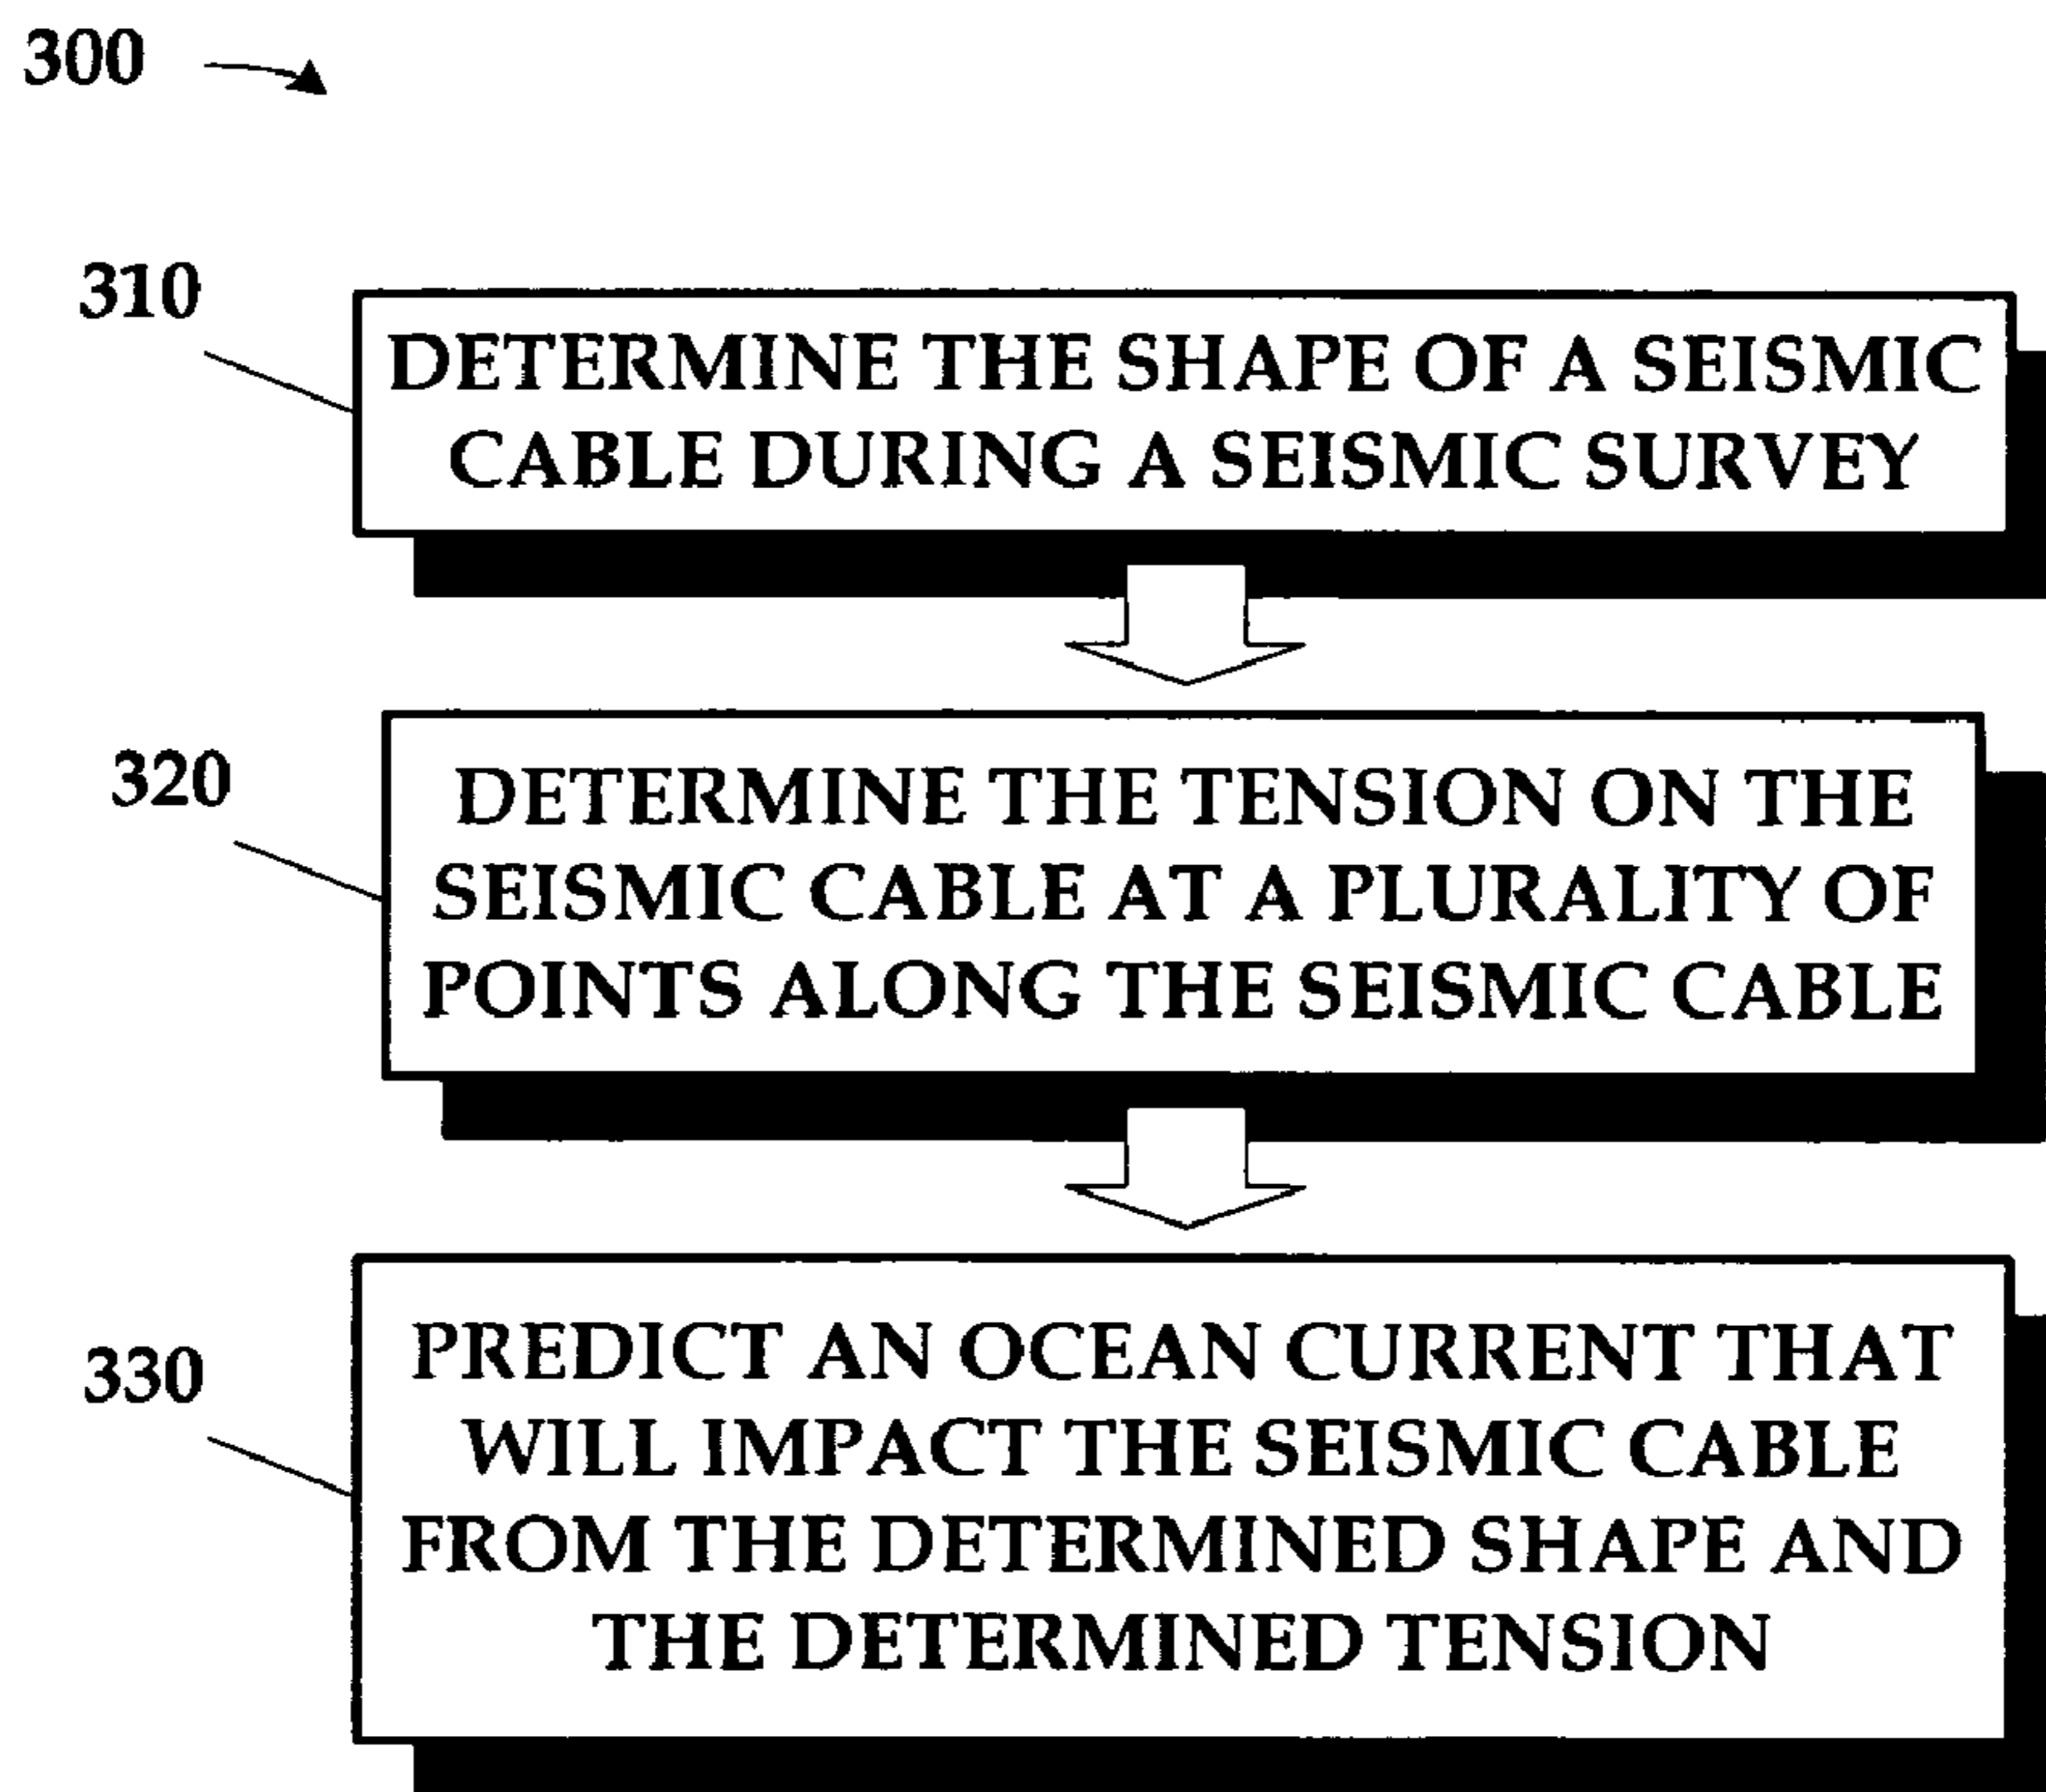 300
310
DETERMINE THE SHAPE OF A SEISMIC
CABLE DURING A SEISMIC SURVEY
320
DETERMINE THE TENSION ON THE
SEISMIC CABLE AT A PLURALITY OF
POINTS ALONG THE SEISMIC CABLE
330
PREDICT AN OCEAN CURRENT THAT
WILL IMPACT THE SEISMIC CABLE
FROM THE DETERMINED SHAPE AND
THE DETERMINED TENSION